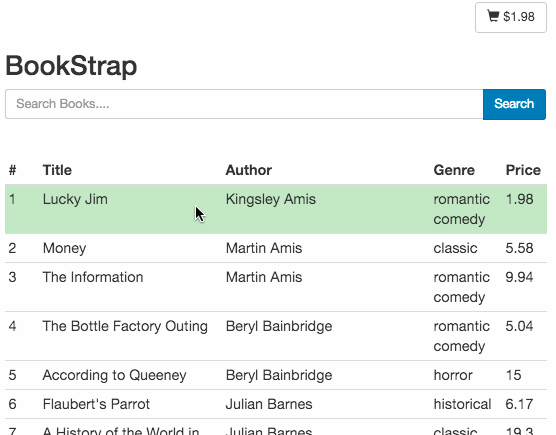 $1.98
BookStrap
Search Books.... Search
# Title Author Genre Price
1 Lucky Jim Kingsley Amis romantic comedy 1.98
2 Money Martin Amis classic 5.58
3 The Information Martin Amis romantic comedy 9.94
4 The Bottle Factory Outing Beryl Bainbridge romantic comedy 5.04
5 According to Queeney Beryl Bainbridge horror 15
6 Flaubert's Parrot Julian Barnes historical 6.17
7 A History of the World in Julian Barnes classic 19.3